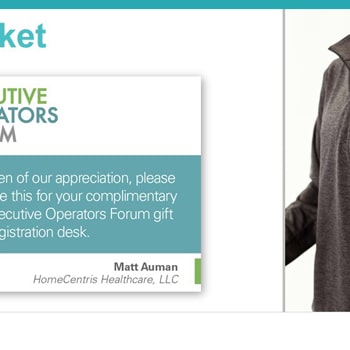 ket
UTIVE
ATORS
M
en of our appreciation, please
e this for your complimentary
ecutive Operators Forum gift
gistration desk.
Matt Auman
HomeCentris Healthcare, LLC